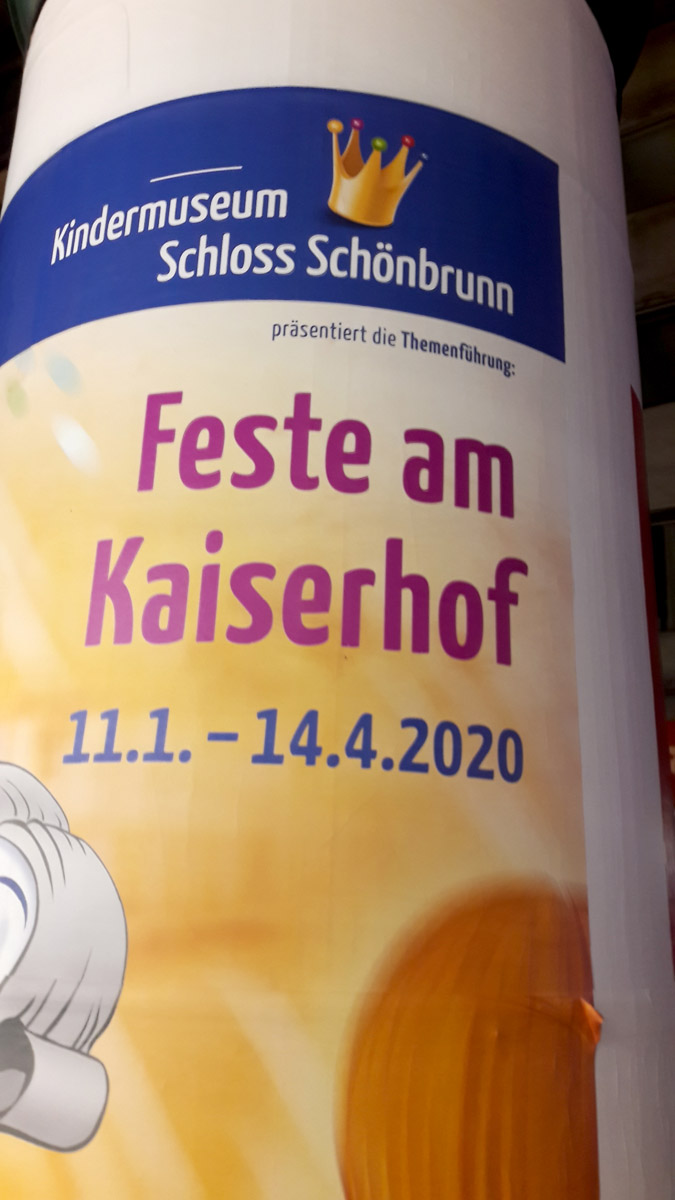 Kindermuseum
Schloss Schönbrunn
präsentiert die Themenführung:
Feste am
Kaiserhof
11.1. – 14.4.2020